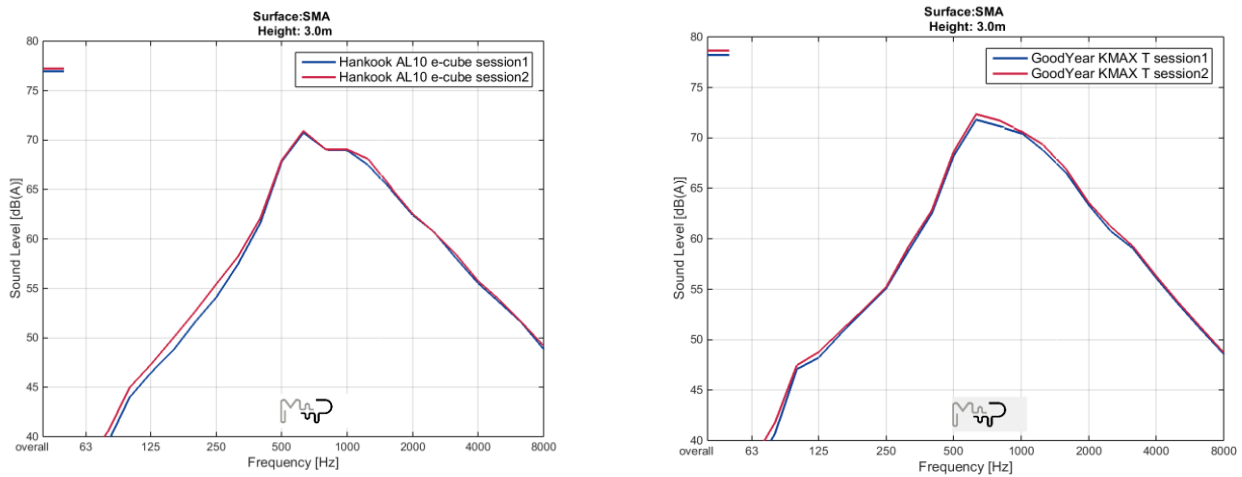 Surface:SMA
Height: 3.0m
80
75
70
65
60
55
50
45
40
Sound Level [dB(A)]
Hankook AL10 e-cube session1
Hankook AL10 e-cube session2
overall 63 125 250 500 1000 2000 4000 8000
Frequency [Hz]
Surface:SMA
Height: 3.0m
80
75
70
65
60
55
50
45
40
Sound Level [dB(A)]
GoodYear KMAX T session1
GoodYear KMAX T session2
overall 63 125 250 500 1000 2000 4000 8000
Frequency [Hz]
M+P
M+P